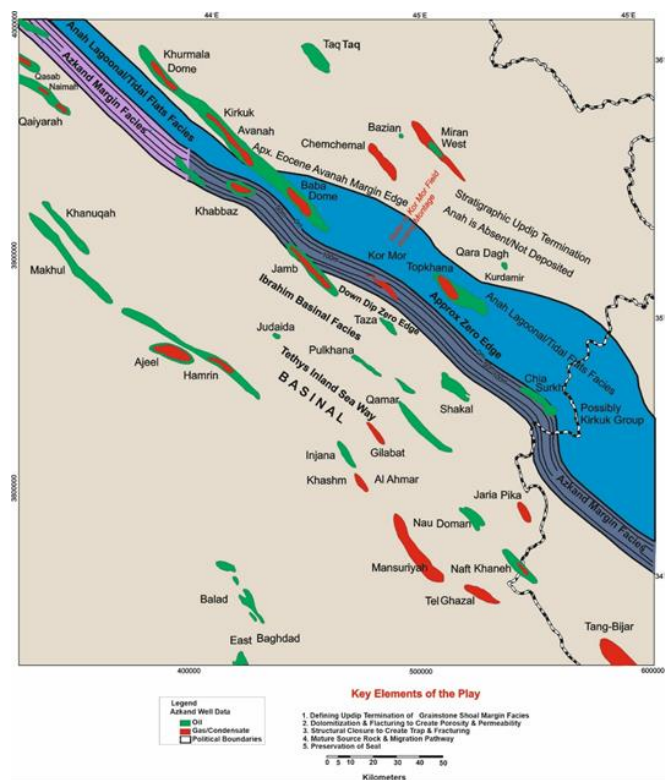 44°E
45°E
45°E
4000000
36°
Anah Lagoonal/Tidal Flats Facies
Azkand Margin Facies
Khurmala
Dome
Taq Taq
Qasab
Naimah
Qaiyarah
Kirkuk
Avanah
Apx. Eocene Avanah Margin Edge
Bazian
Chemchemal
Miran
West
Stratigraphic Updip Termination
Anah is Absent/Not Deposited
Kor Mor Field
Montage
Khanuqah
Khabbaz
Baba
Dome
3900000
Makhul
Jamb
Kor Mor
Topkhana
Qara Dagh
Kurdamir
35°
Ibrahim Basinal Facies
Down Dip Zero Edge
Approx Zero Edge
Anah Lagoonal/Tidal Flats Facies
Taza
Judaida
Pulkhana
Tethys Inland Sea Way
BASINAL
Ajeel
Hamrin
Qamar
Shakal
Chia
Surkh
Possibly
Kirkuk Group
Gilabat
Injana
Khashm
Al Ahmar
3800000
Jaria Pika
Azkand Margin Facies
Nau Doman
Mansuriyah
Naft Khaneh
34°
Tel Ghazal
Balad
East
Baghdad
Tang-Bijar
400000
500000
600000
Legend
Azkand Well Data
Oil
Gas/Condensate
Political Boundaries
Key Elements of the Play
1. Defining Updip Termination of Grainstone Shoal Margin Facies
2. Dolomitization & Flacturing to Create Porosity & Permeability
3. Structural Closure to Create Trap & Fracturing
4. Mature Source Rock & Migration Pathway
5. Preservation of Seal
0 5 10 20 30 40 50
Kilometers